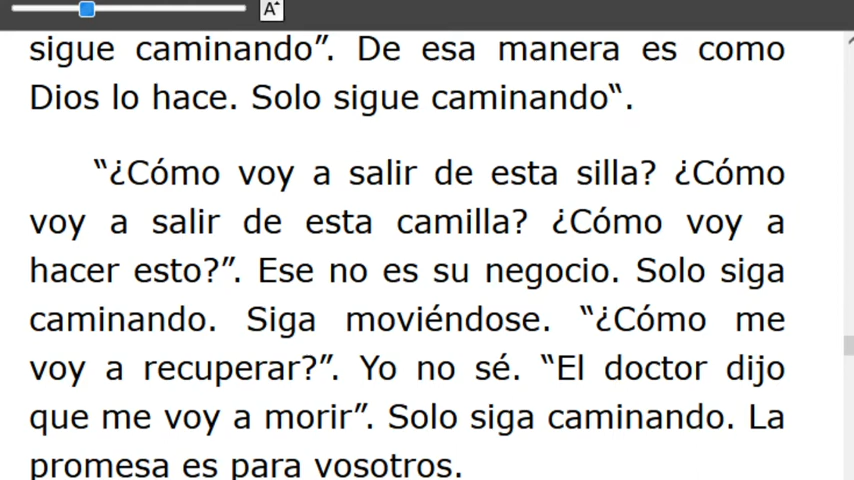 A
sigue caminando”. De esa manera es como
Dios lo hace. Solo sigue caminando“.
“¿Cómo voy a salir de esta silla? ¿Cómo
voy a salir de esta camilla? ¿Cómo voy a
hacer esto?”. Ese no es su negocio. Solo siga
caminando. Siga moviéndose. “¿Cómo me
voy a recuperar?”. Yo no sé. “El doctor dijo
que me voy a morir”. Solo siga caminando. La
promesa es para vosotros.